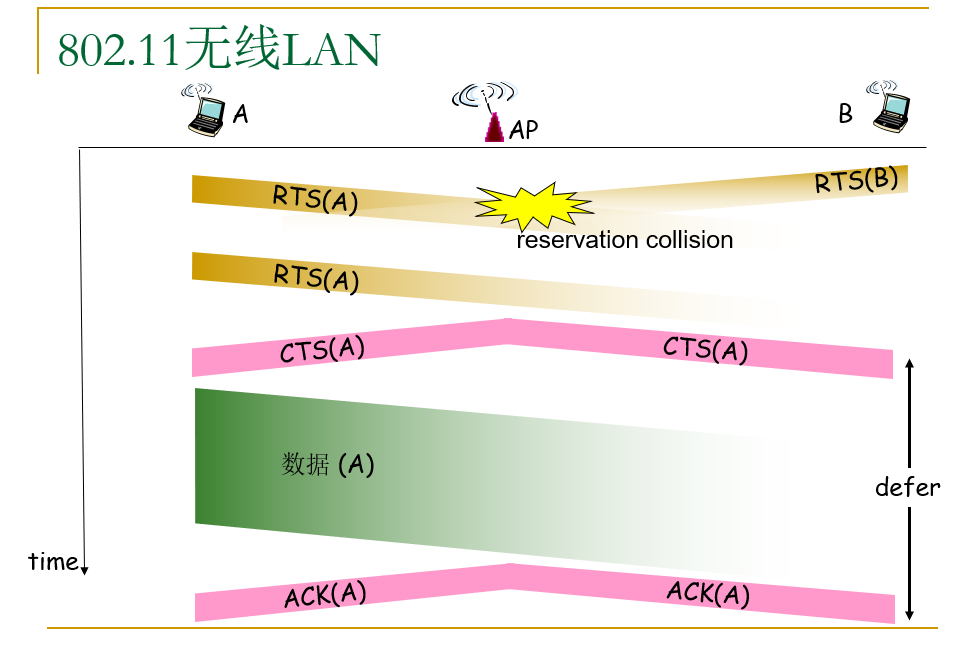 802.11无线LAN
A
AP
B
RTS(A)
RTS(B)
reservation collision
RTS(A)
CTS(A)
CTS(A)
数据 (A)
defer
time
ACK(A)
ACK(A)